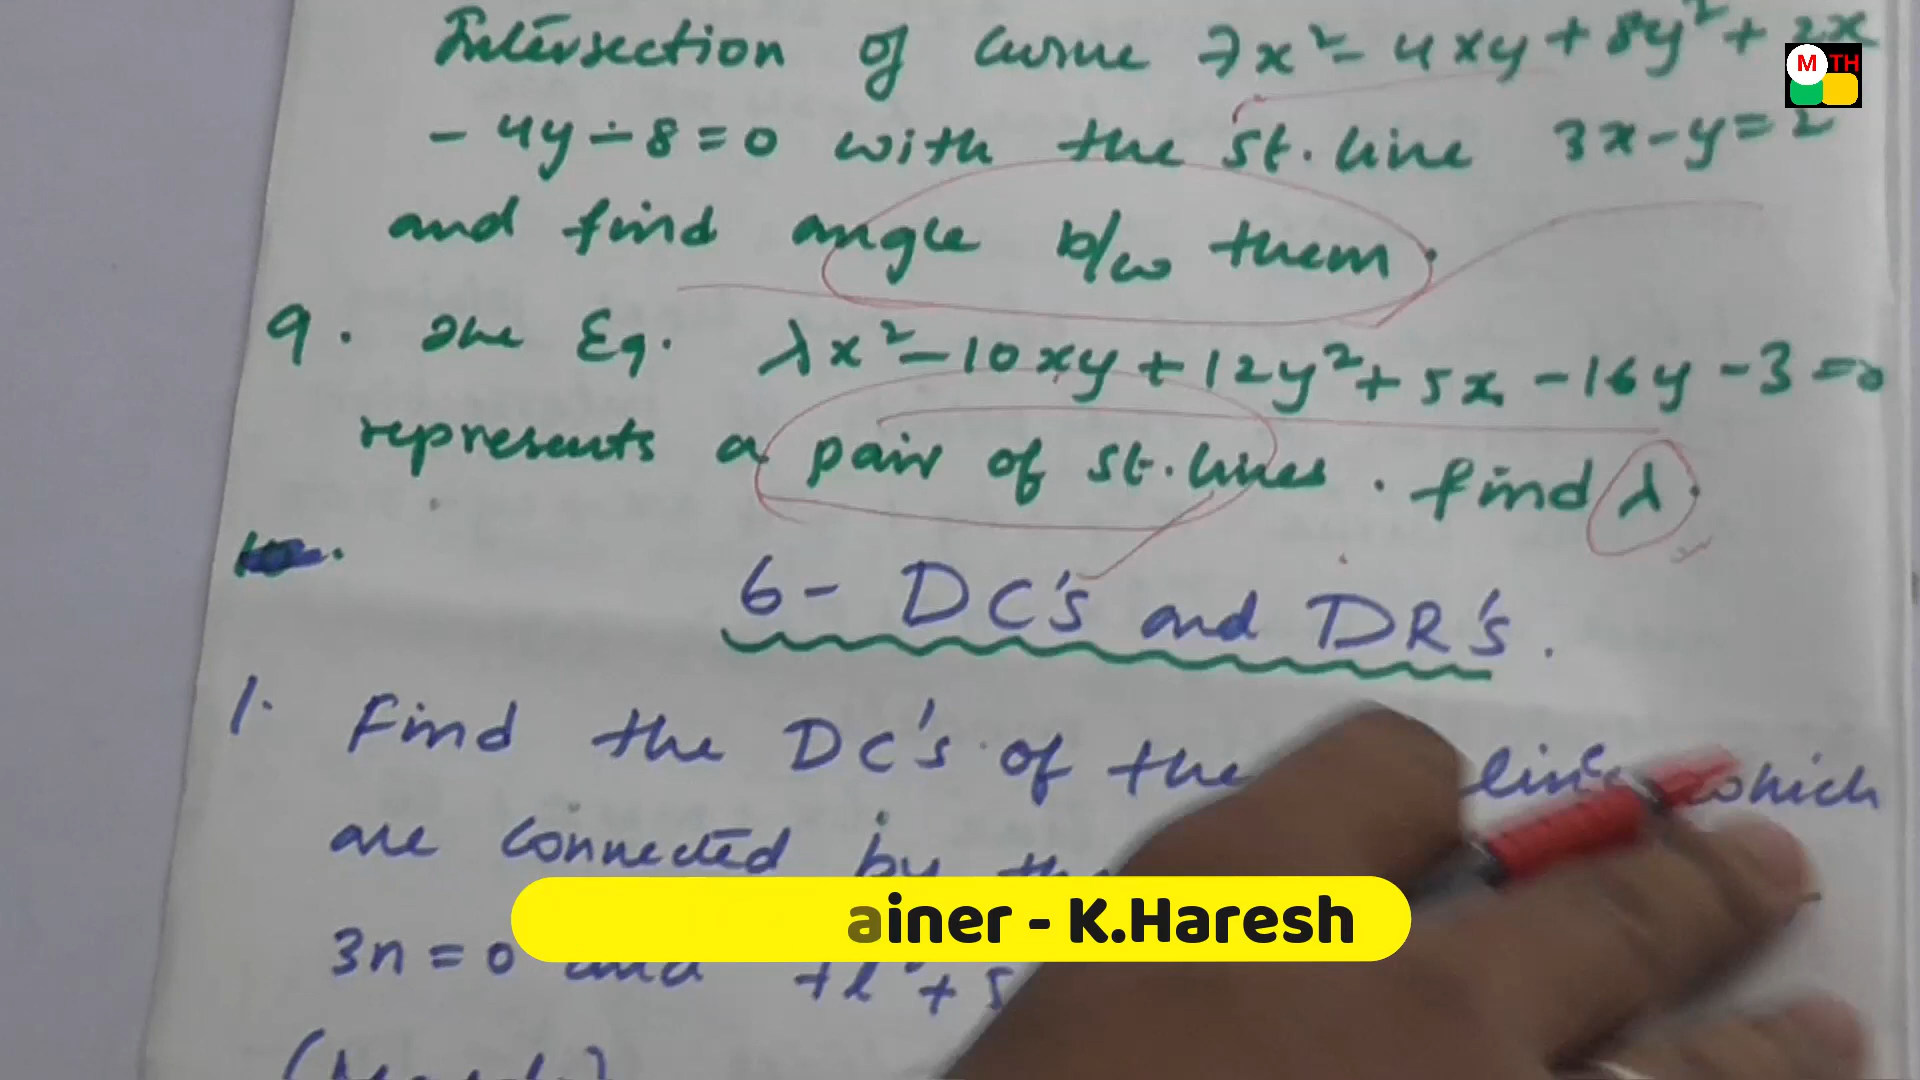 Intersection of curve 7x²-4xy+8y²+2x
-4y-8=0 with the st. line 3x-y=2
and find angle b/w them.
9. The Eq. λx²-10xy+12y²+5x-16y-3=0
represents a pair of st. lines. find λ.
6- DC's and DR's.
1. Find the DC's of the line which
are connected by
3n=0 and
ainer - K.Haresh
M TH